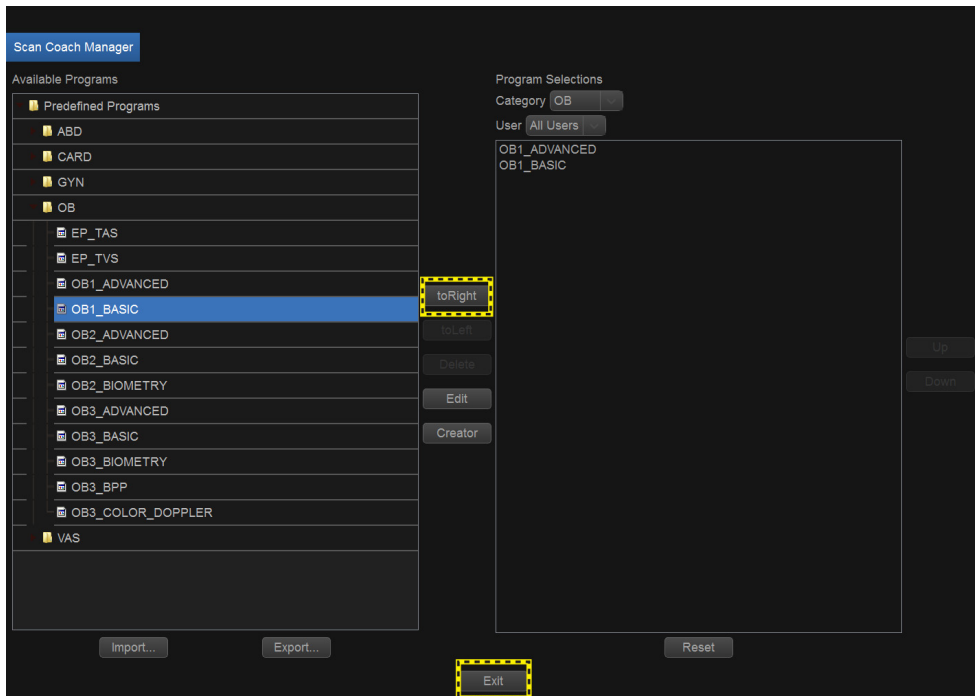 Scan Coach Manager
Available Programs
Predefined Programs
ABD
CARD
GYN
OB
EP_TAS
EP_TVS
OB1_ADVANCED
OB1_BASIC
OB2_ADVANCED
OB2_BASIC
OB2_BIOMETRY
OB3_ADVANCED
OB3_BASIC
OB3_BIOMETRY
OB3_BPP
OB3_COLOR_DOPPLER
VAS
Import...
Export...
toRight
toLeft
Delete
Edit
Creator
Program Selections
Category OB
User All Users
OB1_ADVANCED
OB1_BASIC
Up
Down
Reset
Exit